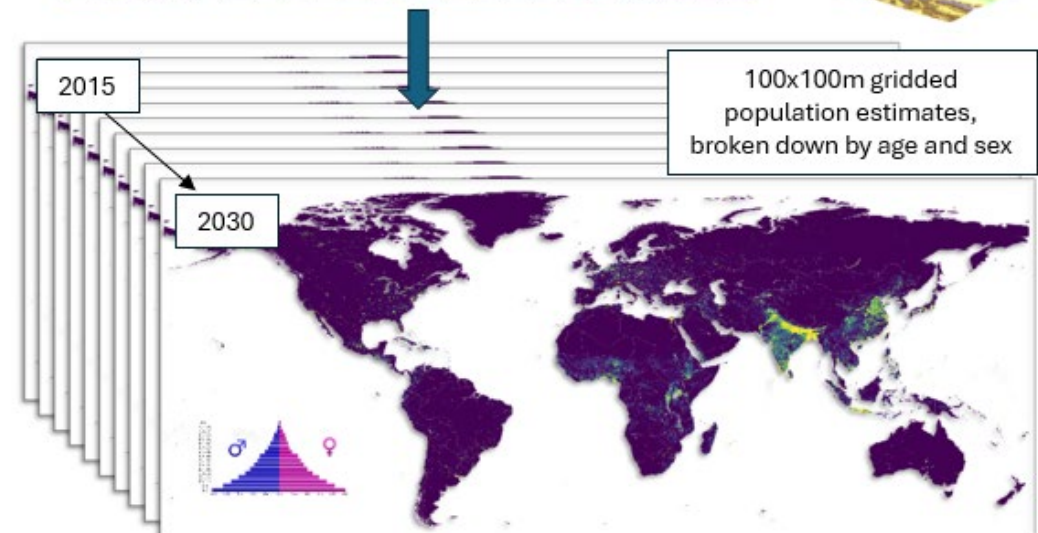 2015
100x100m gridded
population estimates,
broken down by age and sex
2030
♂
♀